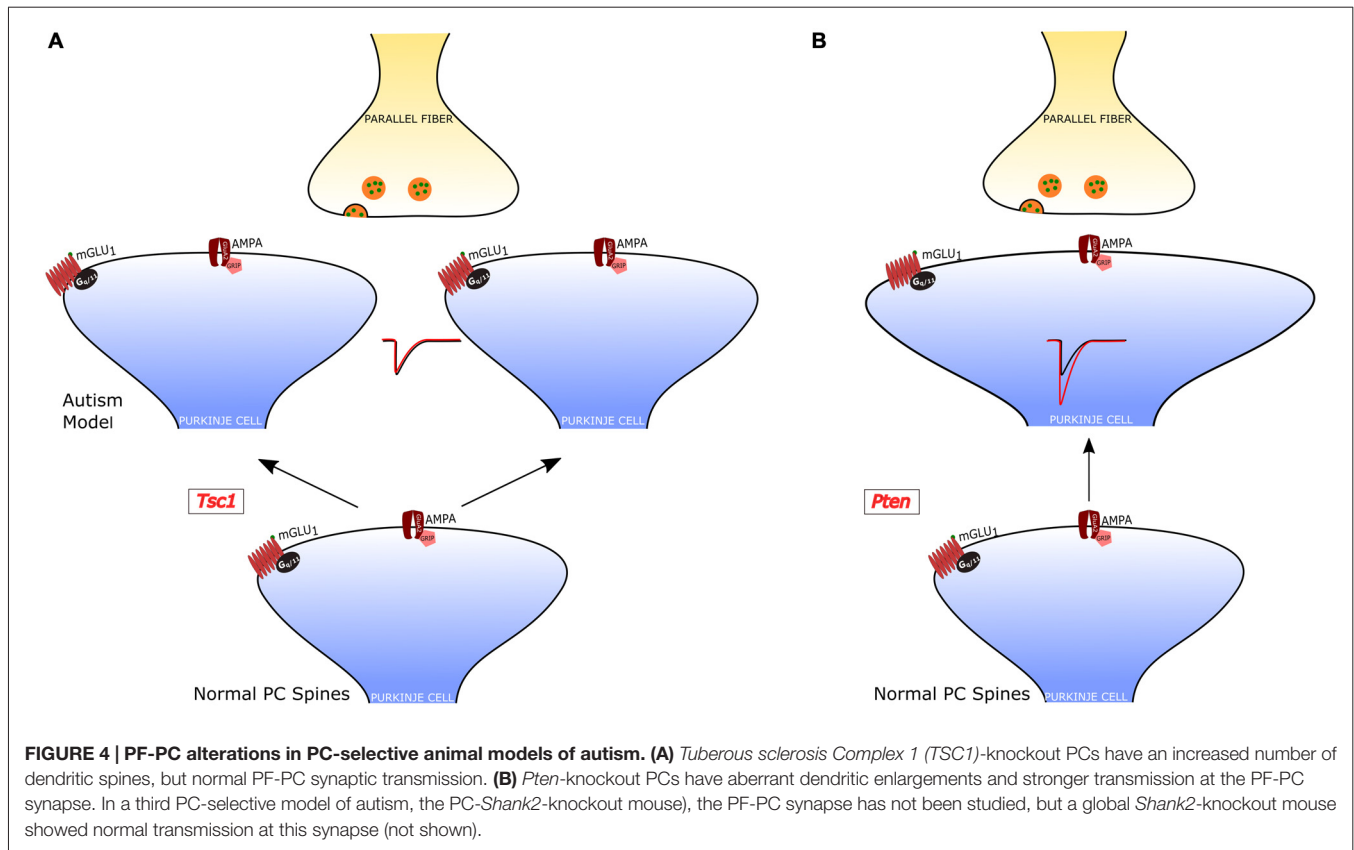 A
PARALLEL FIBER
mGLU1
Gq/11
GluA2
AMPA
GRIP
mGLU1
Gq/11
GluA2
AMPA
GRIP
Autism
Model
PURKINJE CELL
PURKINJE CELL
Tsc1
mGLU1
Gq/11
GluA2
AMPA
GRIP
Normal PC Spines
PURKINJE CELL
B
PARALLEL FIBER
mGLU1
Gq/11
GluA2
AMPA
GRIP
PURKINJE CELL
Pten
mGLU1
Gq/11
GluA2
AMPA
GRIP
Normal PC Spines
PURKINJE CELL
FIGURE 4 | PF-PC alterations in PC-selective animal models of autism. (A) Tuberous sclerosis Complex 1 (TSC1)-knockout PCs have an increased number of
dendritic spines, but normal PF-PC synaptic transmission. (B) Pten-knockout PCs have aberrant dendritic enlargements and stronger transmission at the PF-PC
synapse. In a third PC-selective model of autism, the PC-Shank2-knockout mouse), the PF-PC synapse has not been studied, but a global Shank2-knockout mouse
showed normal transmission at this synapse (not shown).